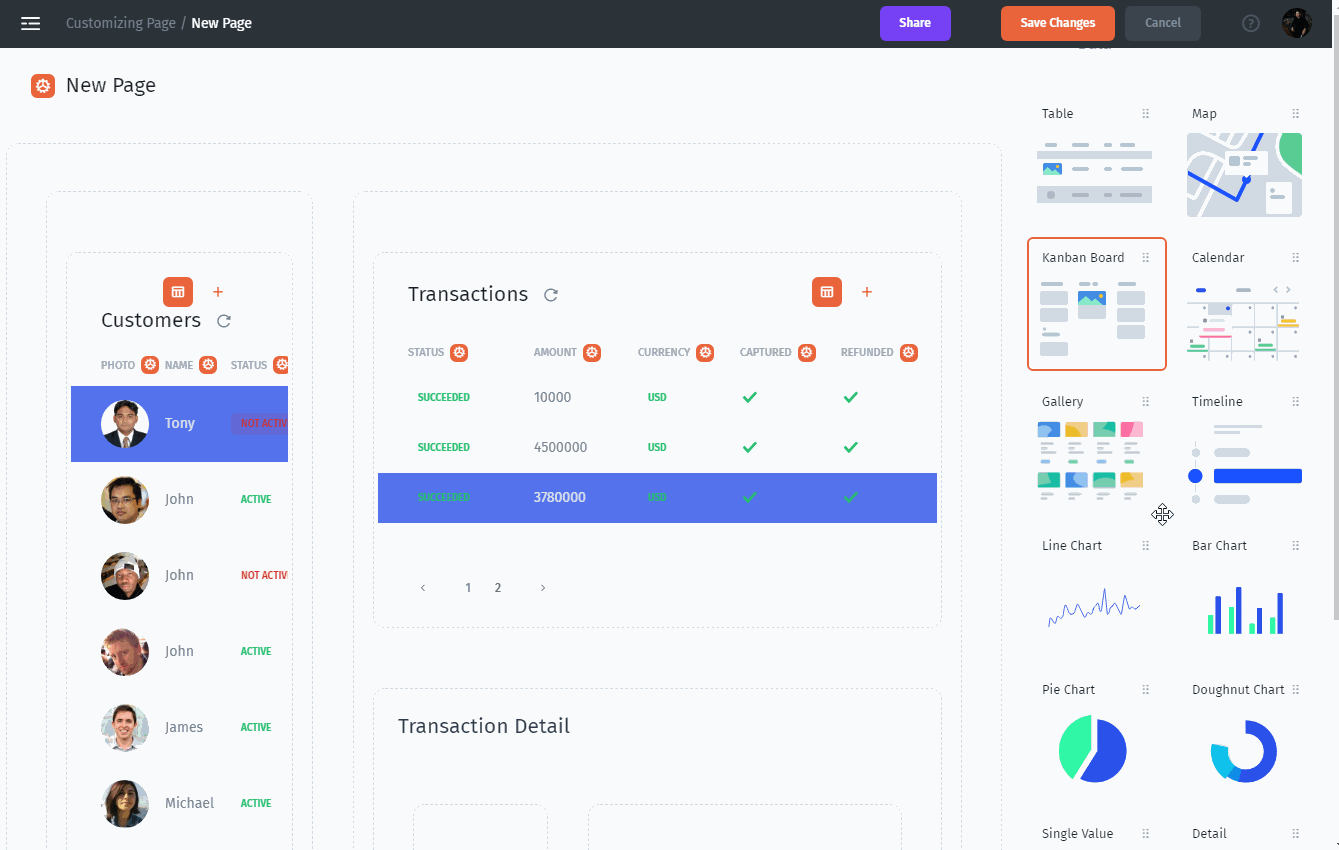 Customizing Page / New Page
Share
Save Changes
Cancel
?
New Page
Customers
PHOTO NAME STATUS
Tony NOT ACTIV
John ACTIVE
John NOT ACTIV
John ACTIVE
James ACTIVE
Michael ACTIVE
Transactions
STATUS AMOUNT CURRENCY CAPTURED REFUNDED
SUCCEEDED 10000 USD
SUCCEEDED 4500000 USD
SUCCEEDED 3780000 USD
‹ 1 2 ›
Transaction Detail
Table
Map
Kanban Board
Calendar
Gallery
Timeline
Line Chart
Bar Chart
Pie Chart
Doughnut Chart
Single Value
Detail